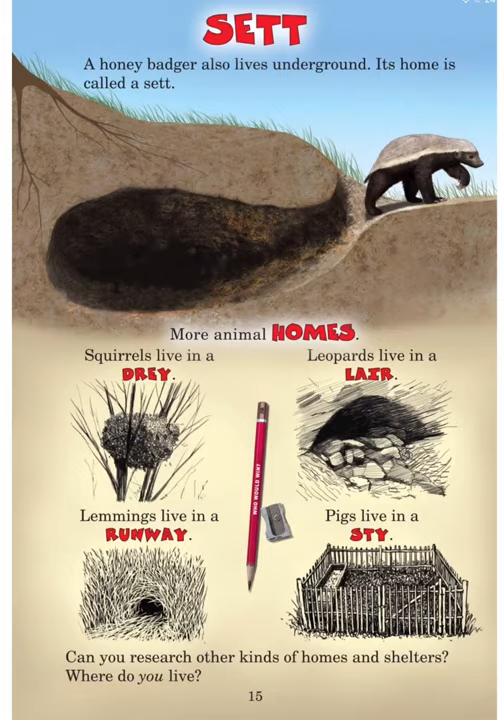 SETT
A honey badger also lives underground. Its home is
called a sett.
More animal HOMES.
Squirrels live in a
DREY.
Leopards live in a
LAIR.
WHO WOULD WIN?
Lemmings live in a
RUNWAY.
Pigs live in a
STY.
Can you research other kinds of homes and shelters?
Where do you live?
15